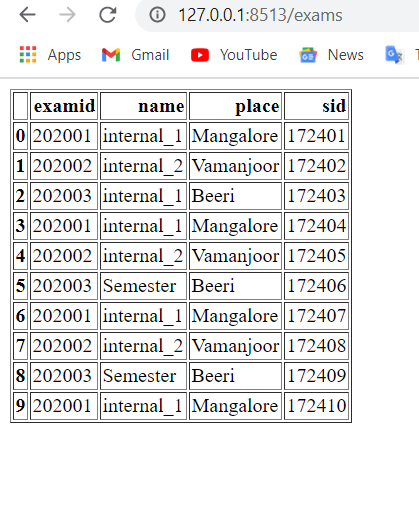 127.0.0.1:8513/exams
Apps Gmail YouTube News
examid name place sid
0 202001 internal_1 Mangalore 172401
1 202002 internal_2 Vamanjoor 172402
2 202003 internal_1 Beeri 172403
3 202001 internal_1 Mangalore 172404
4 202002 internal_2 Vamanjoor 172405
5 202003 Semester Beeri 172406
6 202001 internal_1 Mangalore 172407
7 202002 internal_2 Vamanjoor 172408
8 202003 Semester Beeri 172409
9 202001 internal_1 Mangalore 172410